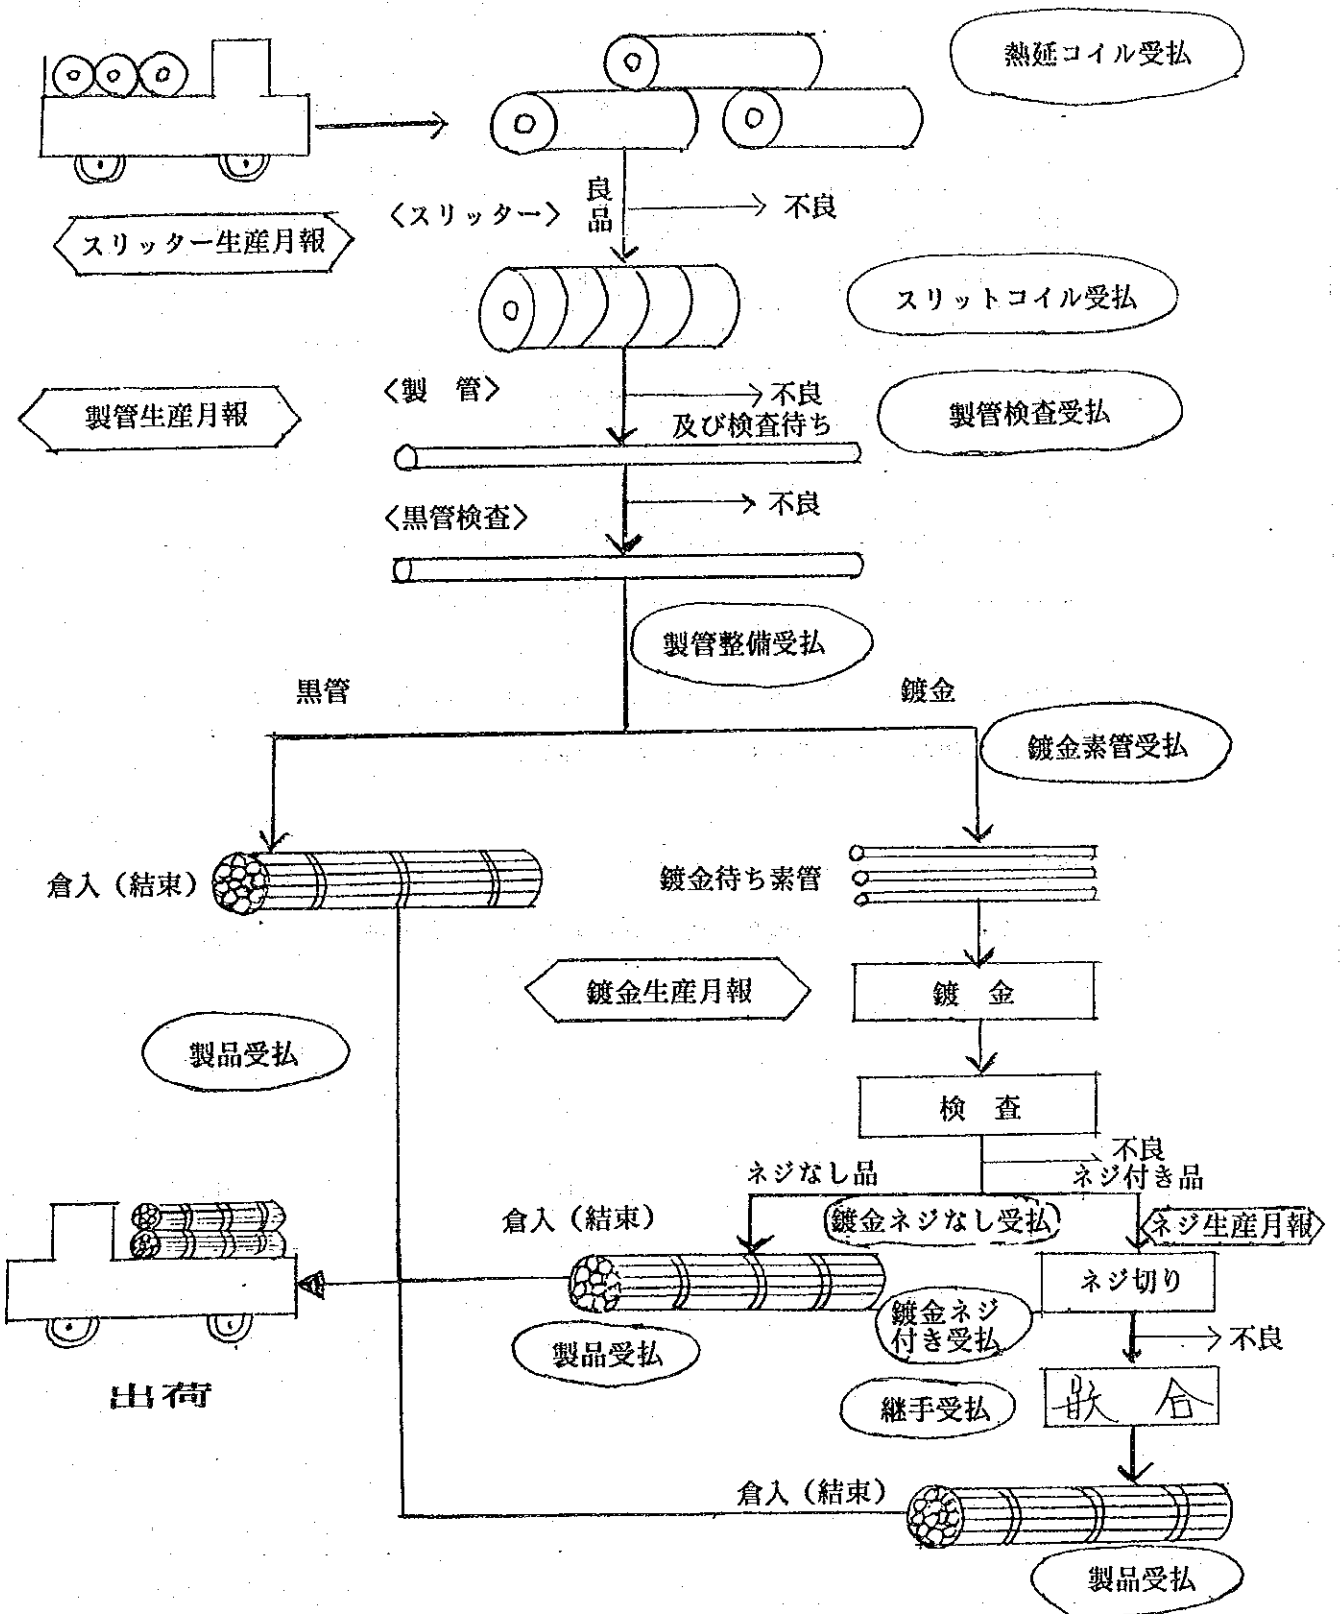 熱延コイル受払
良品
〈スリッター〉
不良
スリッター生産月報
スリットコイル受払
〈製　管〉
不良
及び検査待ち
製管生産月報
製管検査受払
〈黒管検査〉
不良
製管整備受払
黒管
鍍金
鍍金素管受払
倉入（結束）
鍍金待ち素管
鍍金生産月報
鍍　金
製品受払
検　査
不良
ネジなし品
ネジ付き品
倉入（結束）
鍍金ネジなし受払
ネジ生産月報
ネジ切り
鍍金ネジ
付き受払
不良
製品受払
出荷
継手受払
嵌　合
倉入（結束）
製品受払